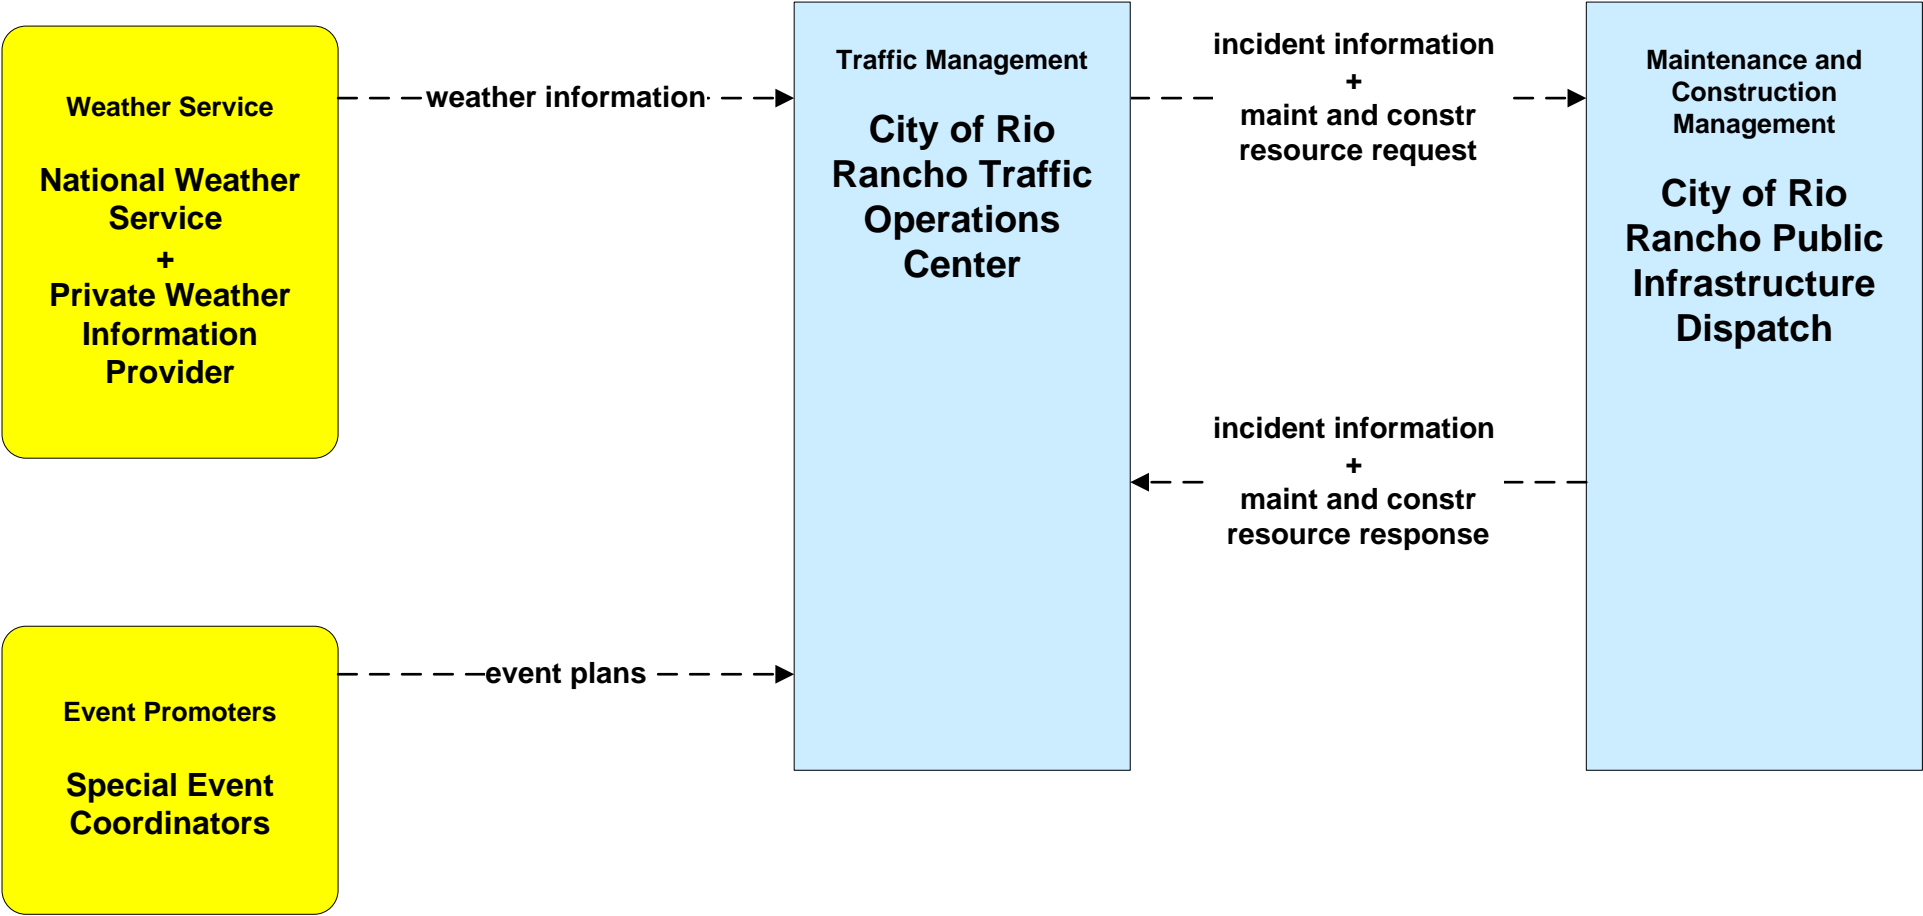 Weather Service
National Weather
Service
+
Private Weather
Information
Provider
weather information
Traffic Management
City of Rio
Rancho Traffic
Operations
Center
incident information
+
maint and constr
resource request
Maintenance and
Construction
Management
City of Rio
Rancho Public
Infrastructure
Dispatch
incident information
+
maint and constr
resource response
event plans
Event Promoters
Special Event
Coordinators